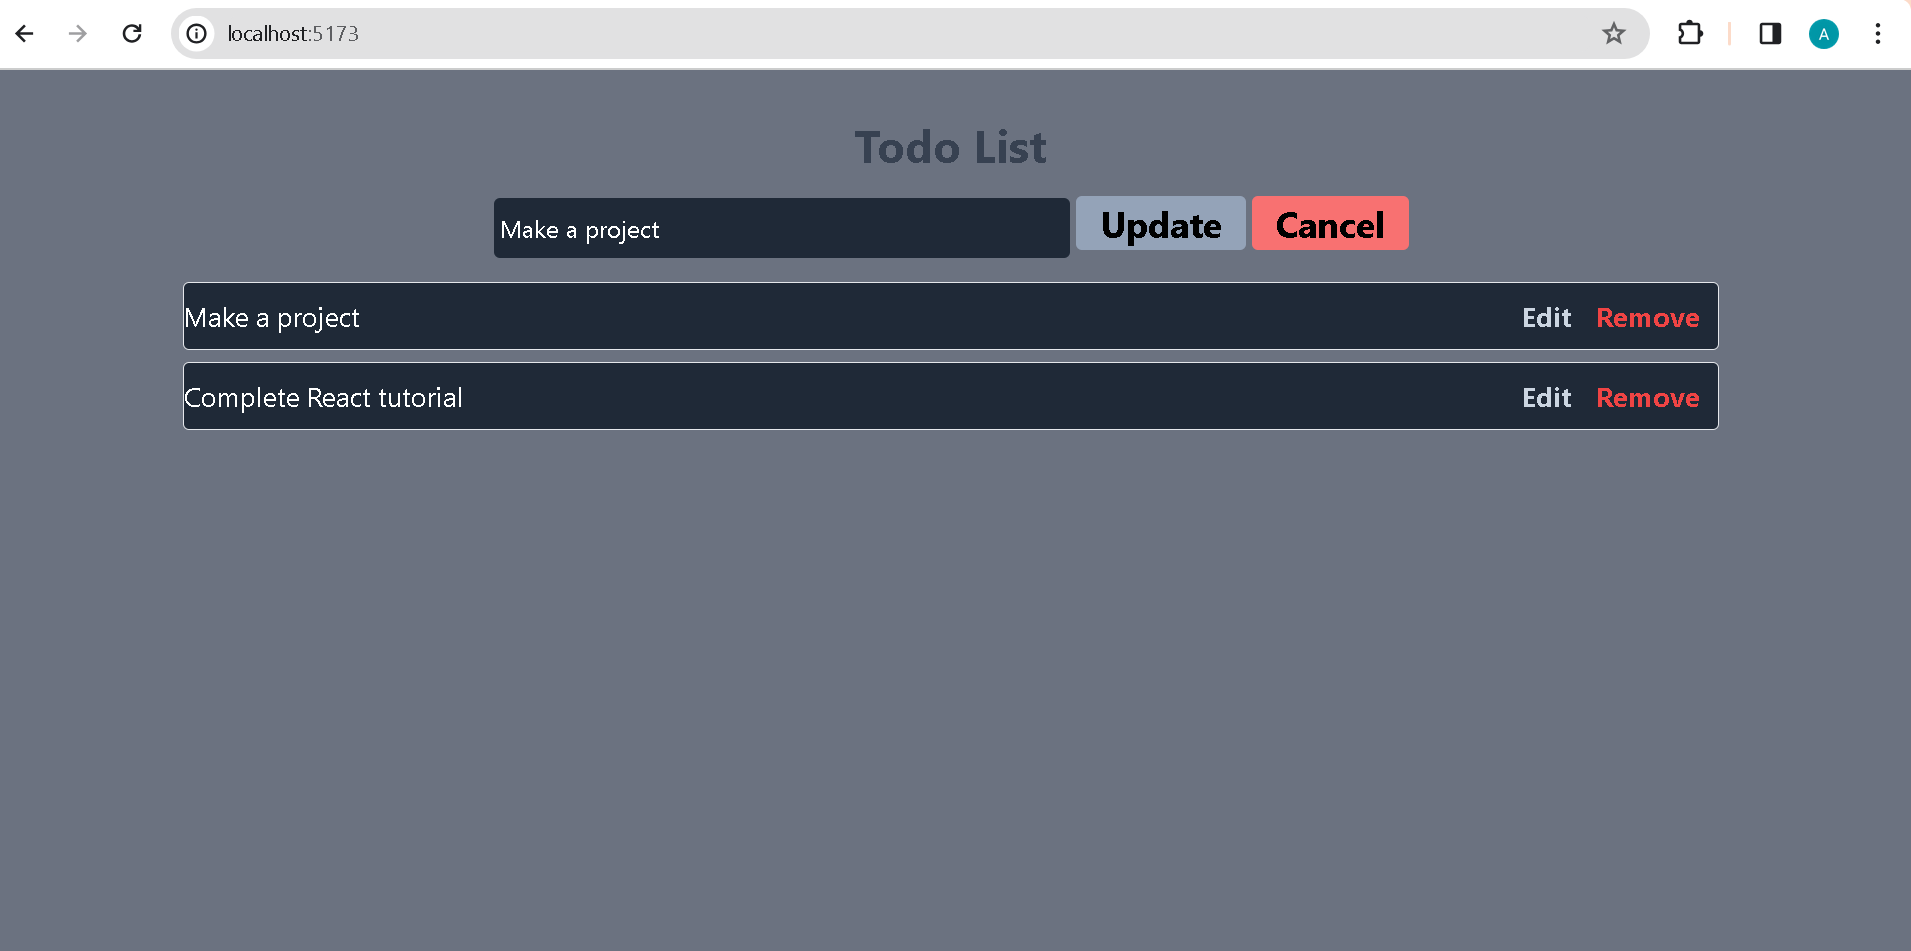 localhost:5173
A
Todo List
Make a project Update Cancel
Make a project Edit Remove
Complete React tutorial Edit Remove